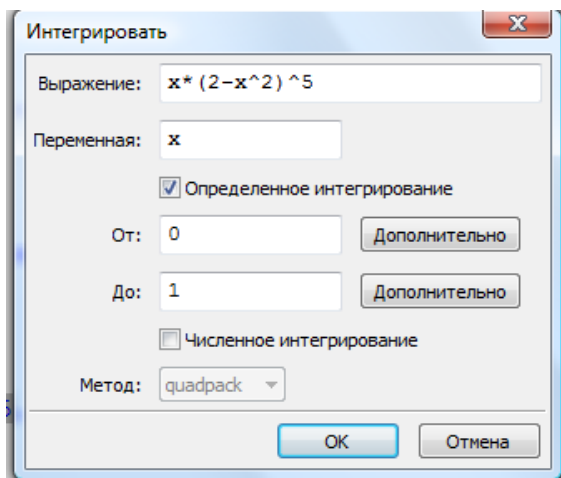 Интегрировать
Выражение: x*(2-x^2)^5
Переменная: x
Определенное интегрирование
От: 0 Дополнительно
До: 1 Дополнительно
Численное интегрирование
Метод: quadpack
OK Отмена